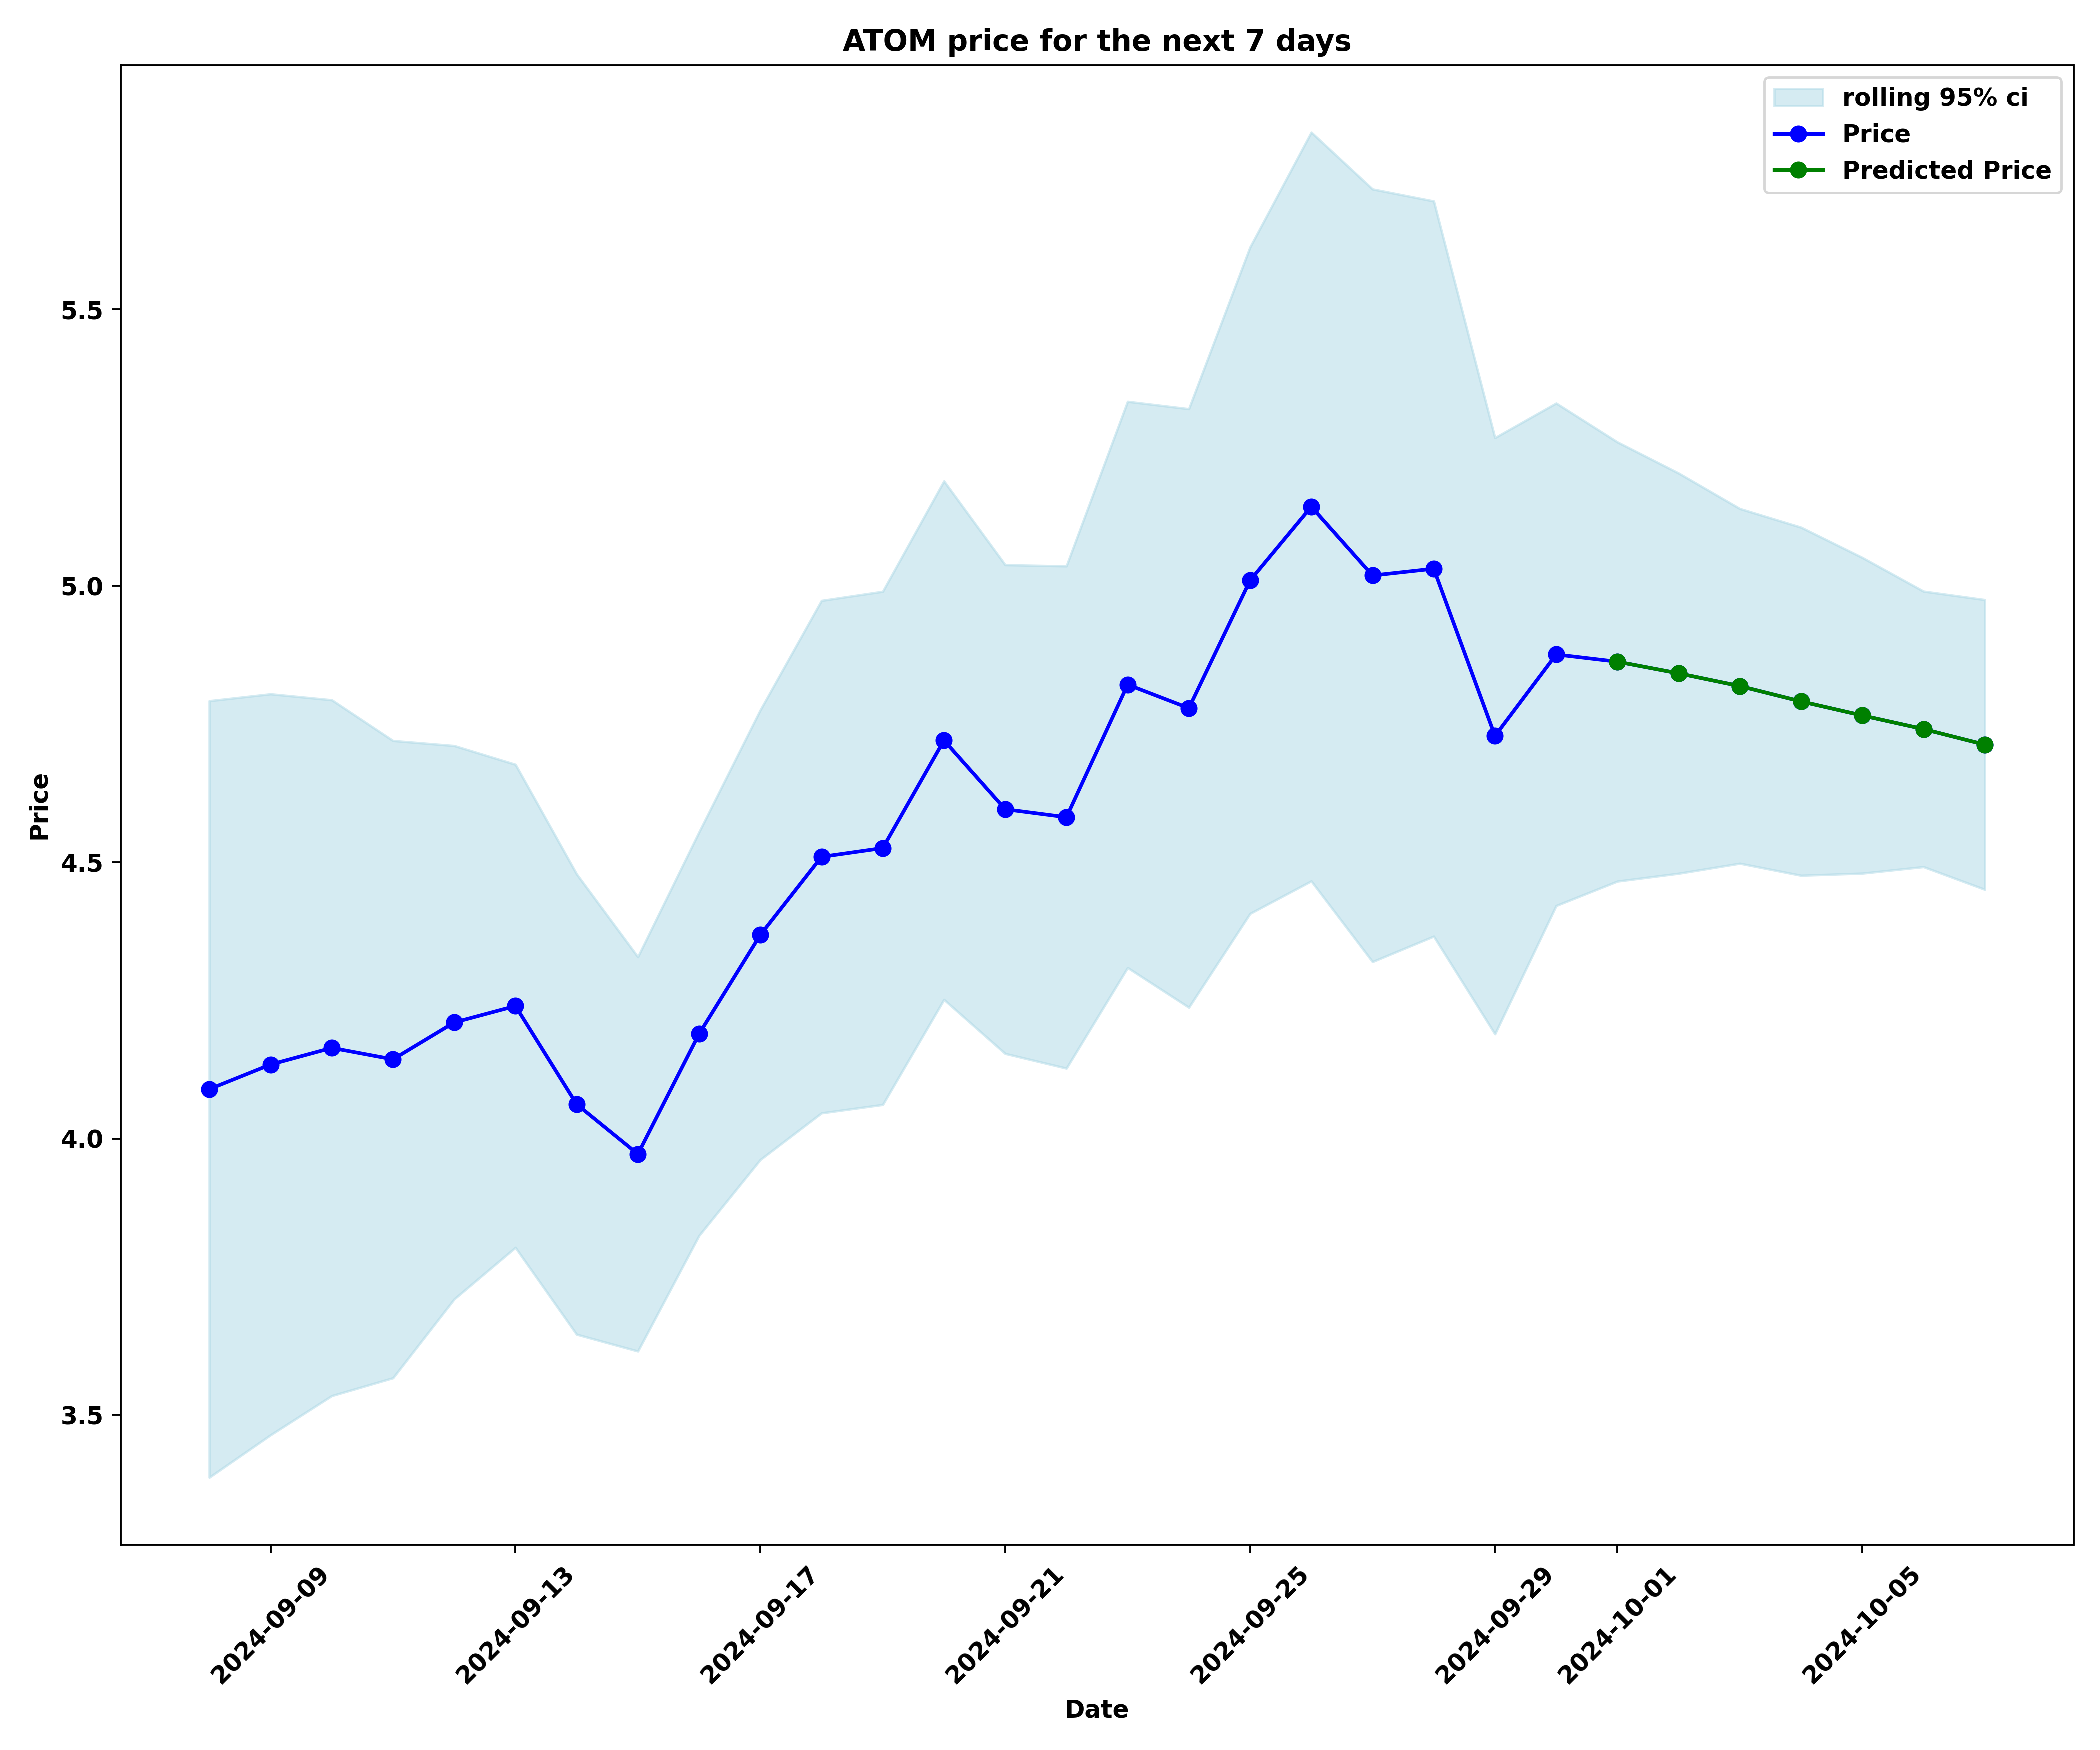 ATOM price for the next 7 days
rolling 95% ci
Price
Predicted Price
Price
5.5
5.0
4.5
4.0
3.5
2024-09-09
2024-09-13
2024-09-17
2024-09-21
2024-09-25
2024-09-29
2024-10-01
2024-10-05
Date